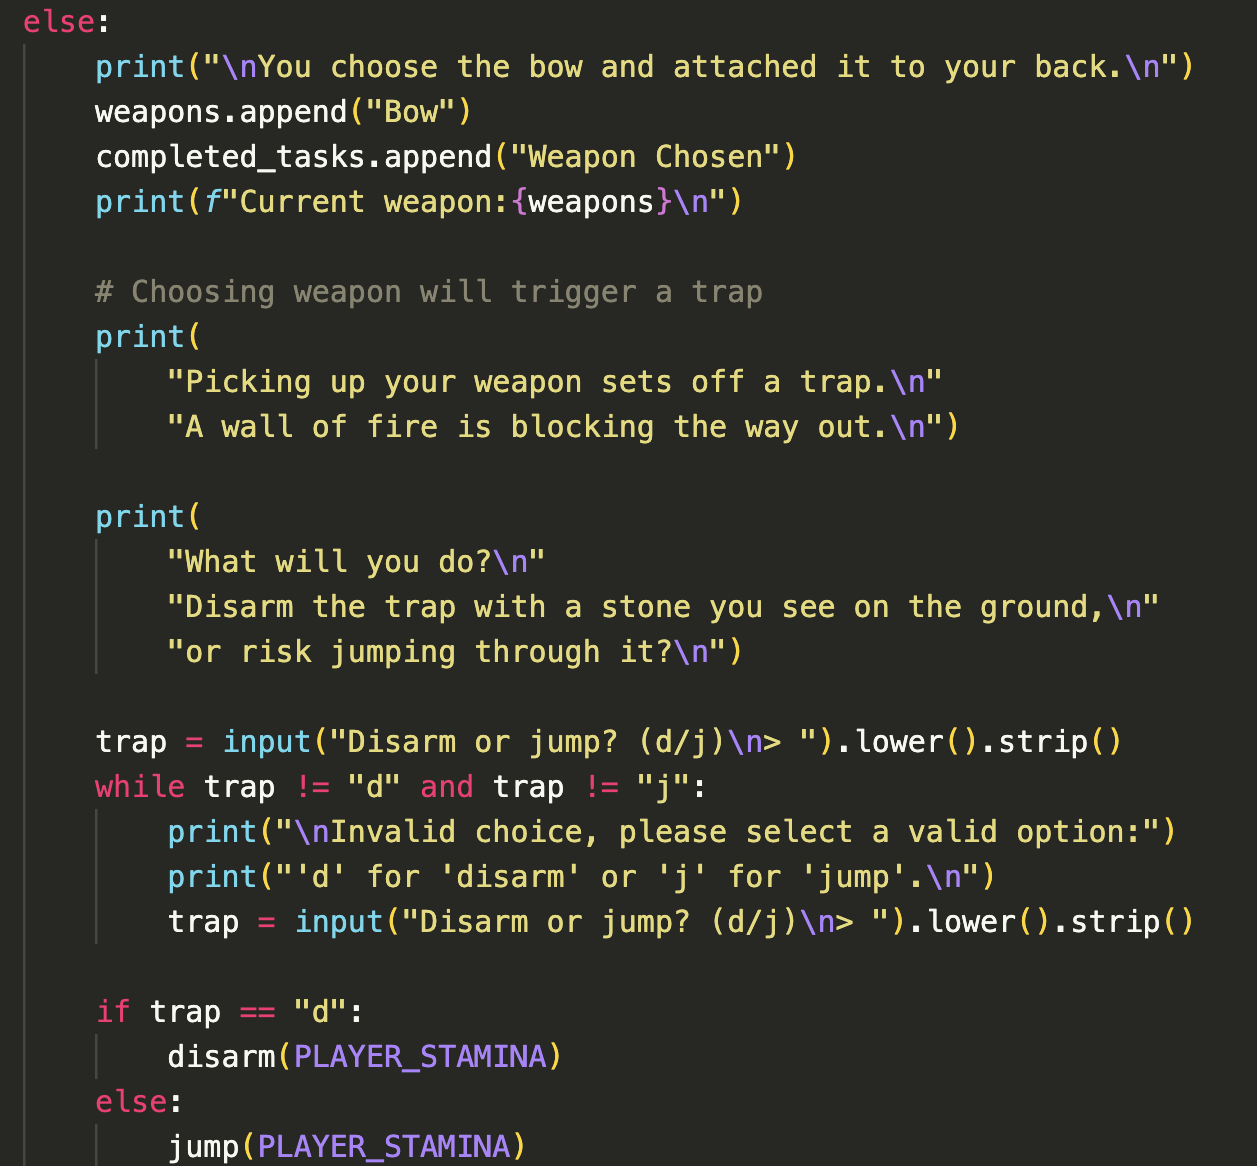 else:
    print("\nYou choose the bow and attached it to your back.\n")
    weapons.append("Bow")
    completed_tasks.append("Weapon Chosen")
    print(f"Current weapon:{weapons}\n")

    # Choosing weapon will trigger a trap
    print(
        "Picking up your weapon sets off a trap.\n"
        "A wall of fire is blocking the way out.\n")

    print(
        "What will you do?\n"
        "Disarm the trap with a stone you see on the ground,\n"
        "or risk jumping through it?\n")

    trap = input("Disarm or jump? (d/j)\n> ").lower().strip()
    while trap != "d" and trap != "j":
        print("\nInvalid choice, please select a valid option:")
        print("'d' for 'disarm' or 'j' for 'jump'.\n")
        trap = input("Disarm or jump? (d/j)\n> ").lower().strip()

    if trap == "d":
        disarm(PLAYER_STAMINA)
    else:
        jump(PLAYER_STAMINA)